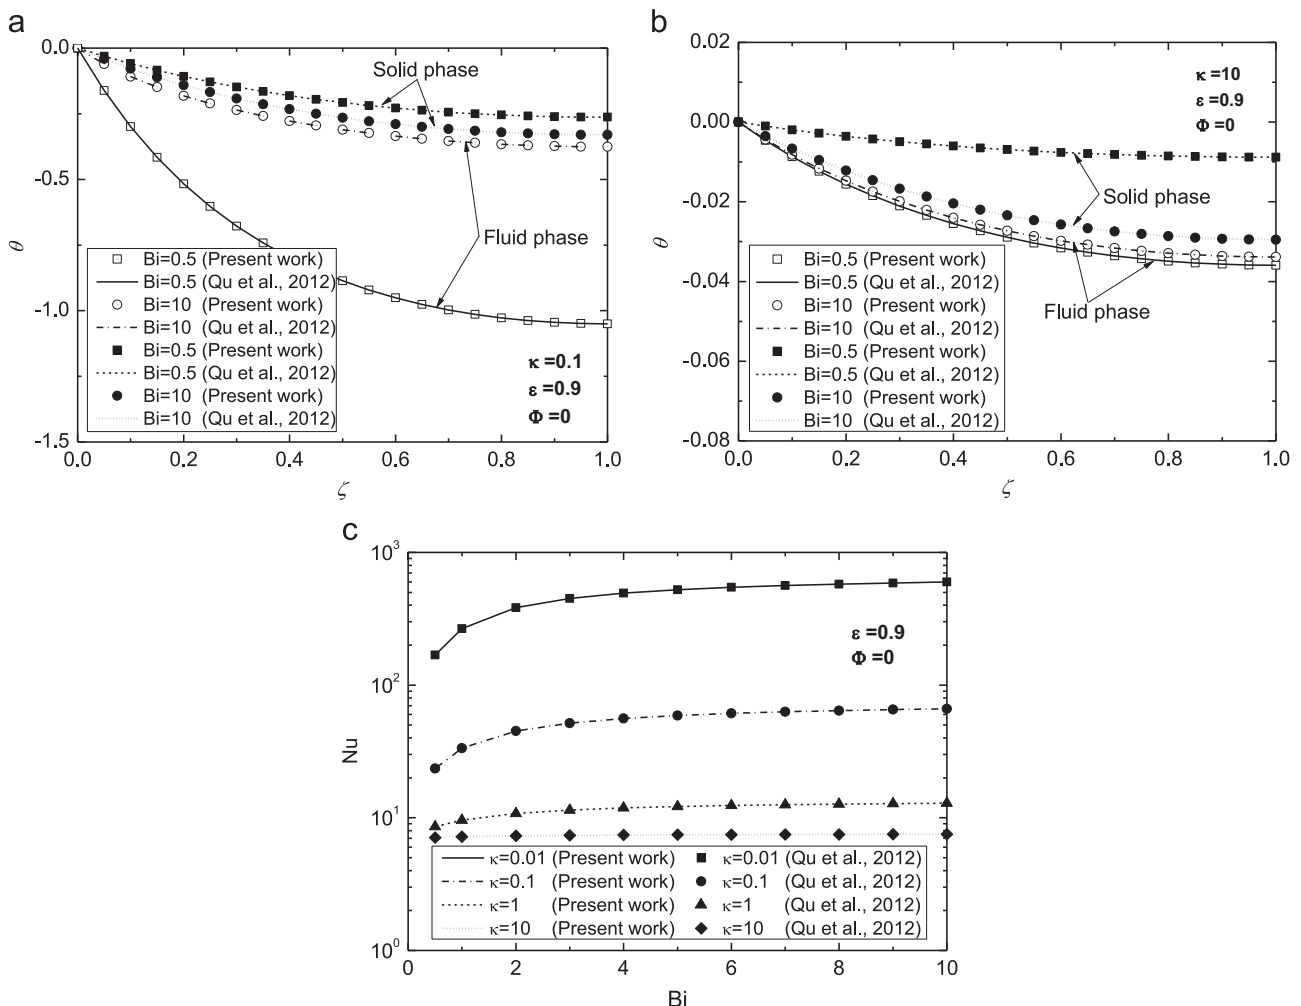 a
0.0
-0.5
-1.0
-1.5
θ
Solid phase
Fluid phase
Bi=0.5 (Present work)
Bi=0.5 (Qu et al., 2012)
Bi=10 (Present work)
Bi=10 (Qu et al., 2012)
Bi=0.5 (Present work)
Bi=0.5 (Qu et al., 2012)
Bi=10 (Present work)
Bi=10 (Qu et al., 2012)
κ =0.1
ε =0.9
Φ =0
0.0 0.2 0.4 0.6 0.8 1.0
ζ
b
0.02
0.00
-0.02
-0.04
-0.06
-0.08
θ
κ =10
ε =0.9
Φ =0
Solid phase
Fluid phase
Bi=0.5 (Present work)
Bi=0.5 (Qu et al., 2012)
Bi=10 (Present work)
Bi=10 (Qu et al., 2012)
Bi=0.5 (Present work)
Bi=0.5 (Qu et al., 2012)
Bi=10 (Present work)
Bi=10 (Qu et al., 2012)
0.0 0.2 0.4 0.6 0.8 1.0
ζ
c
10³
10²
10¹
10⁰
Nu
ε =0.9
Φ =0
κ=0.01 (Present work) κ=0.01 (Qu et al., 2012)
κ=0.1 (Present work) κ=0.1 (Qu et al., 2012)
κ=1 (Present work) κ=1 (Qu et al., 2012)
κ=10 (Present work) κ=10 (Qu et al., 2012)
0 2 4 6 8 10
Bi